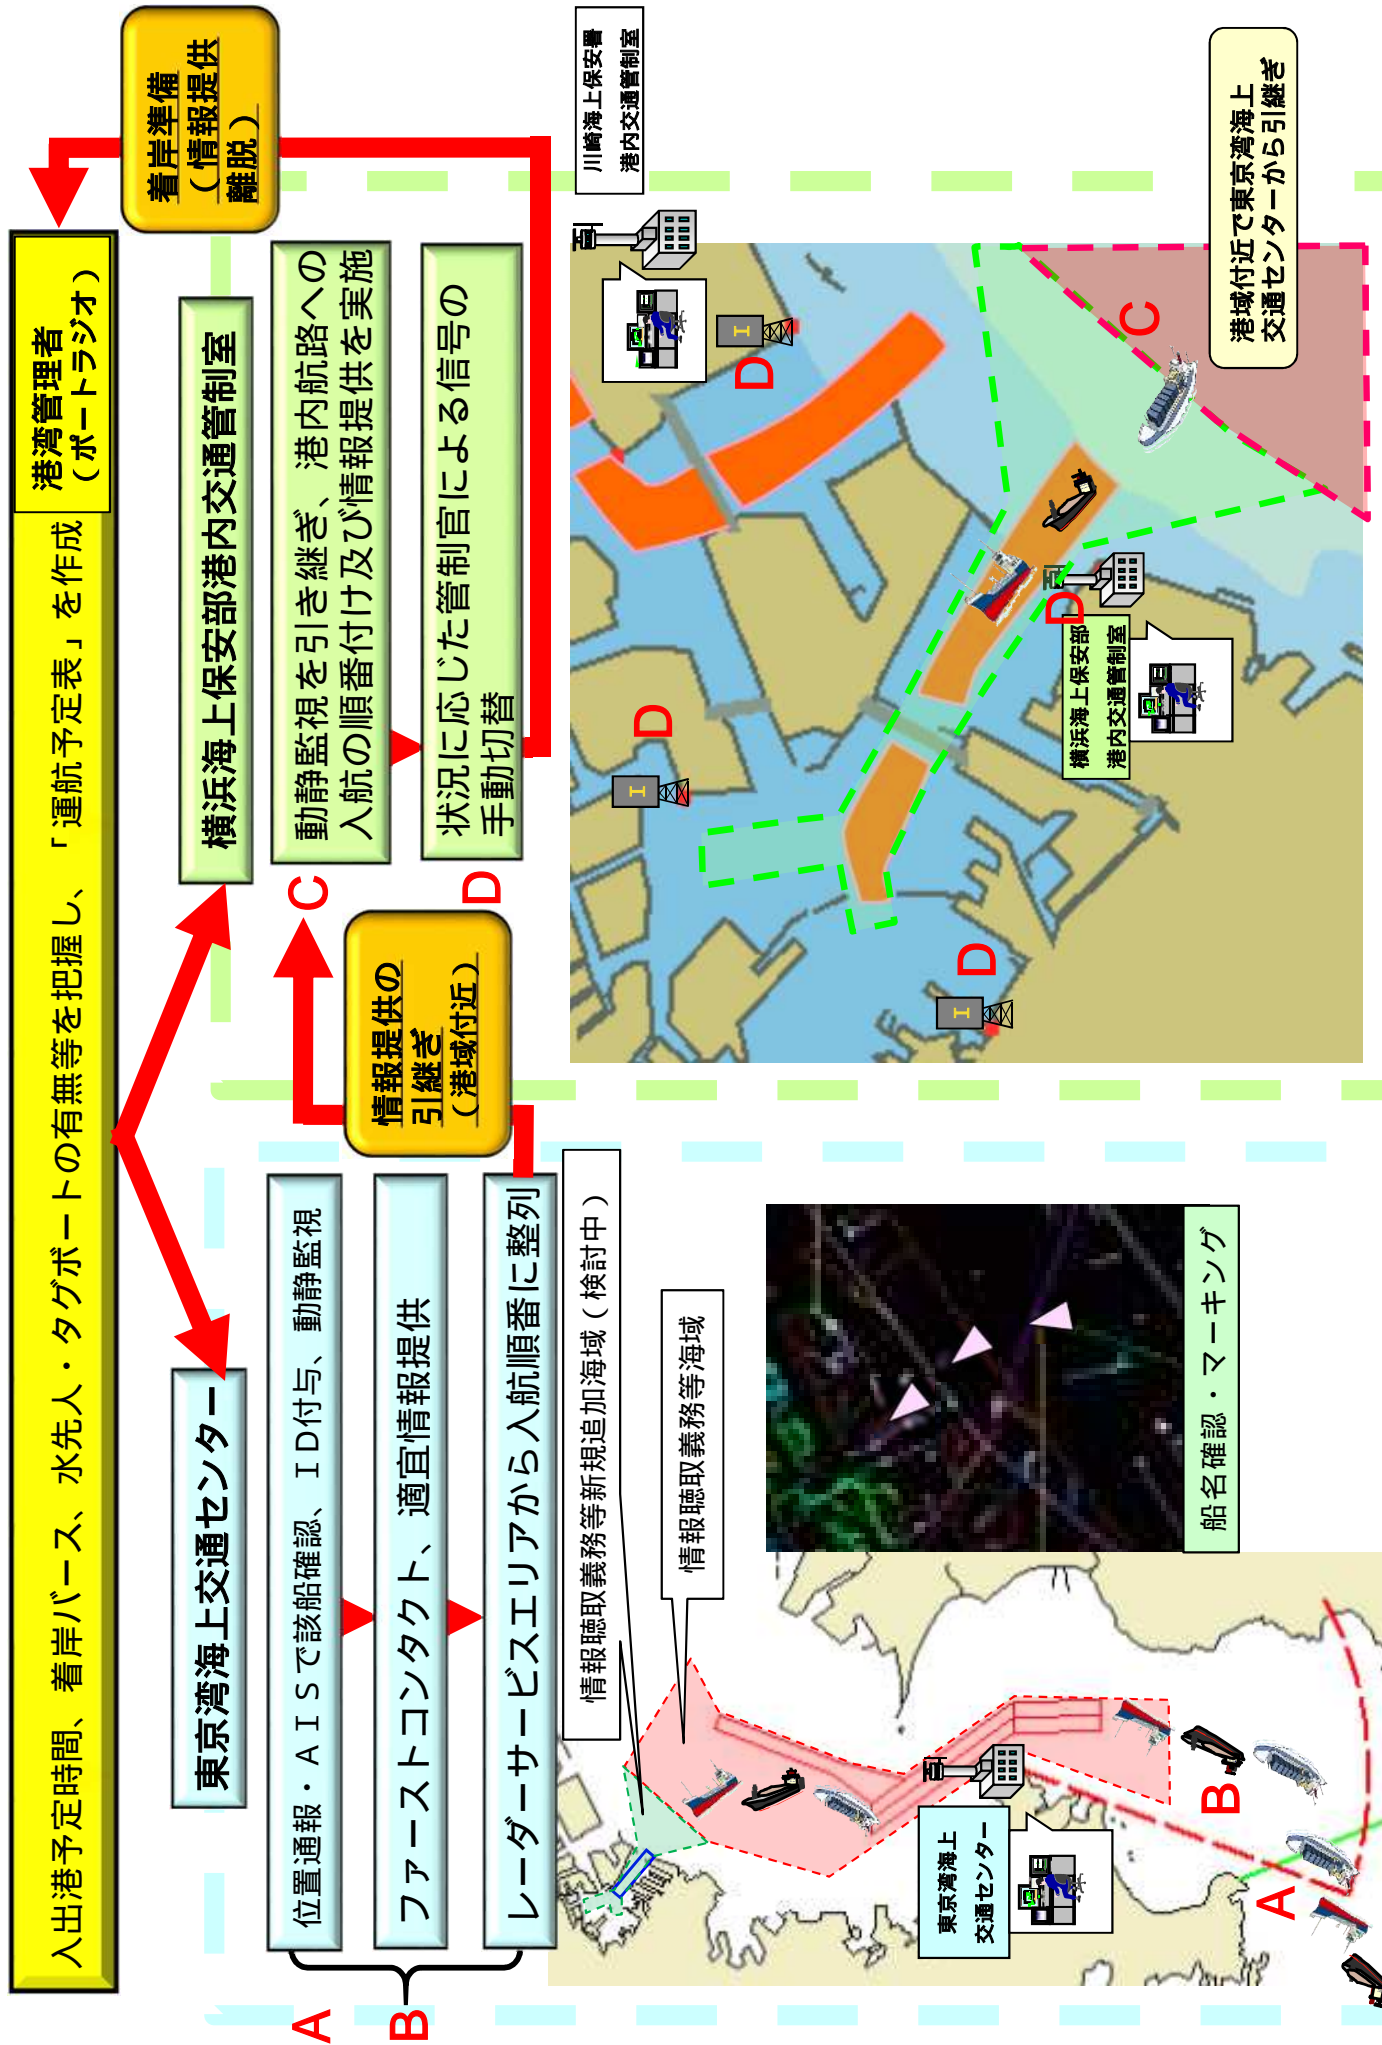 入出港予定時間、着岸バース、水先人・タグボートの有無等を把握し、「運航予定表」を作成
港湾管理者
（ポートラジオ）
東京湾海上交通センター
位置通報・ＡＩＳで該船確認、ＩＤ付与、動静監視
ファーストコンタクト、適宜情報提供
レーダーサービスエリアから入航順番に整列
A
B
情報提供の
引継ぎ
（港域付近）
横浜海上保安部港内交通管制室
動静監視を引き継ぎ、港内航路への
入航の順番付け及び情報提供を実施
状況に応じた管制官による信号の
手動切替
C
D
着岸準備
（情報提供
離脱）
情報聴取義務等新規追加海域（検討中）
情報聴取義務等海域
東京湾海上
交通センター
A
B
船名確認・マーキング
川崎海上保安署
港内交通管制室
横浜海上保安部
港内交通管制室
港域付近で東京湾海上
交通センターから引継ぎ
C
D
D
D
D
I
I
I